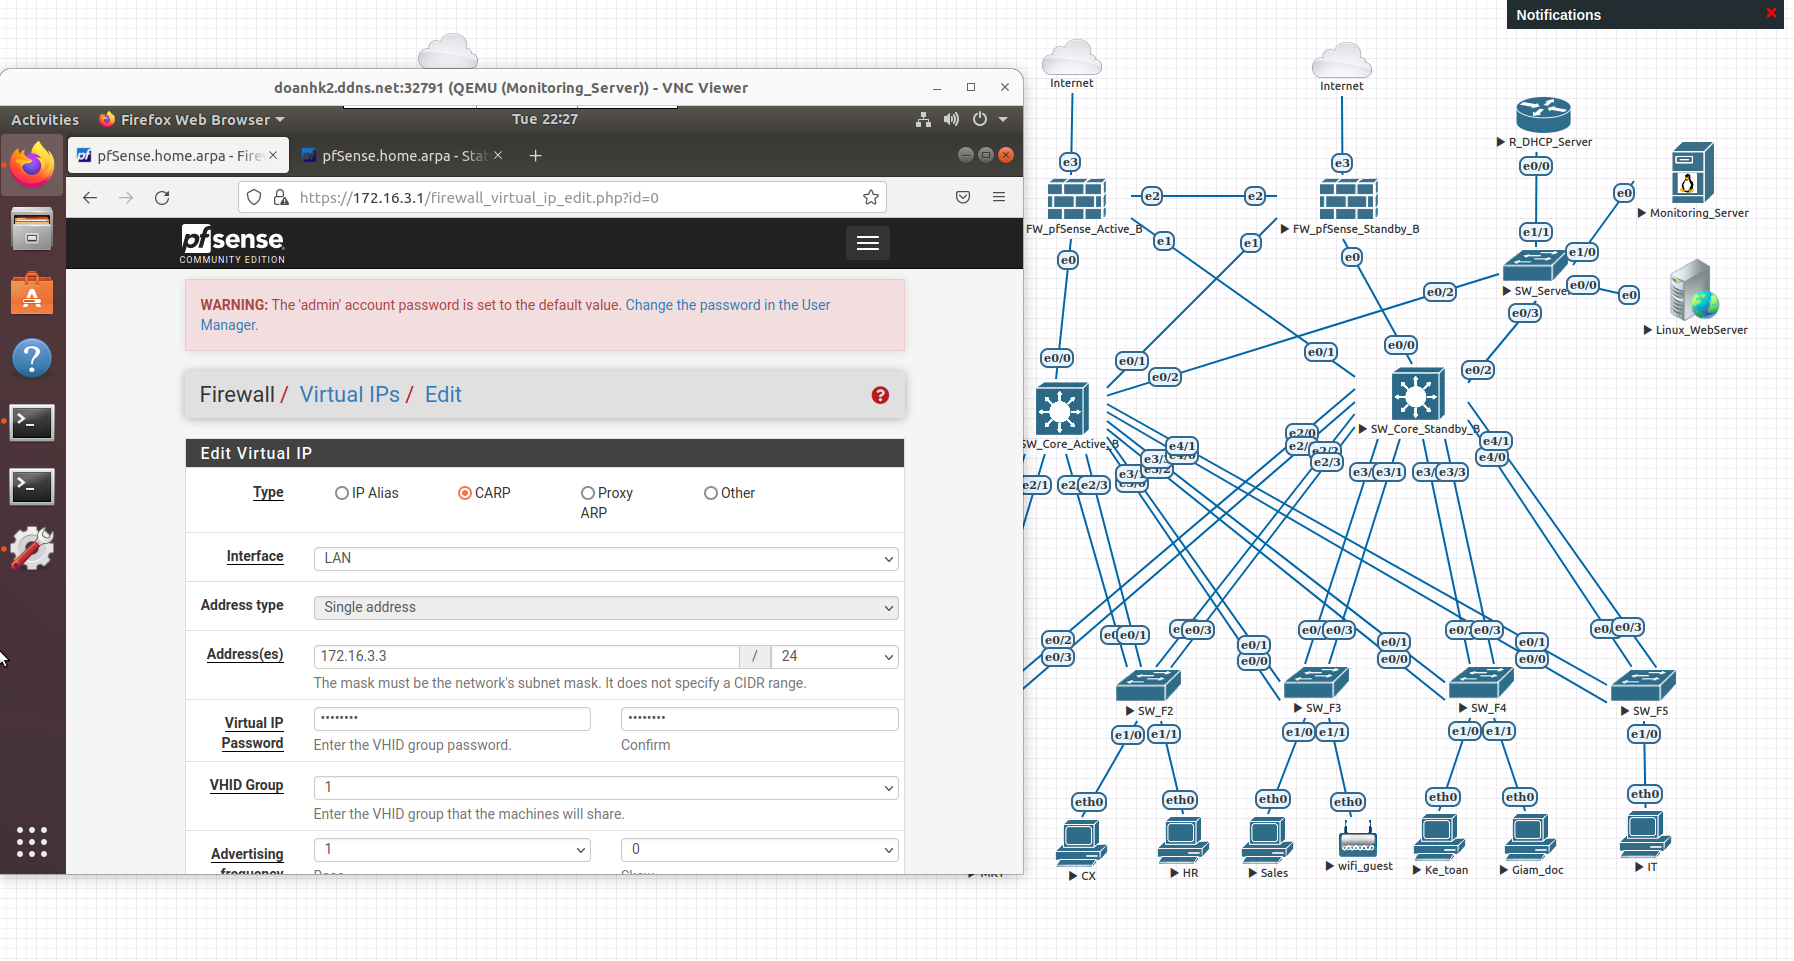 Notifications
doanhk2.ddns.net:32791 (QEMU (Monitoring_Server)) - VNC Viewer
Activities
Firefox Web Browser
Tue 22:27
pfSense.home.arpa - Fire
pfSense.home.arpa - Stat
https://172.16.3.1/firewall_virtual_ip_edit.php?id=0
pfsense
COMMUNITY EDITION
WARNING: The 'admin' account password is set to the default value. Change the password in the User
Manager.
Firewall / Virtual IPs / Edit
Edit Virtual IP
Type
IP Alias
CARP
Proxy
ARP
Other
Interface
LAN
Address type
Single address
Address(es)
172.16.3.3
/
24
The mask must be the network's subnet mask. It does not specify a CIDR range.
Virtual IP
Password
Enter the VHID group password.
Confirm
VHID Group
1
Enter the VHID group that the machines will share.
Advertising
frequency
1
0
Internet
Internet
R_DHCP_Server
e3
e3
e0/0
e0
Monitoring_Server
e2
e2
FW_pfSense_Active_B
FW_pfSense_Standby_B
e1
e1
e1/1
e1/0
e0
e0
SW_Server
e0/0
e0
e0/2
e0/3
Linux_WebServer
e0/0
e0/1
e0/2
e0/1
e0/0
e0/2
SW_Core_Active_B
SW_Core_Standby_B
e2/0
e2/3
e4/1
e4/1
e4/0
e2/1
e2/3
e3/1
e3/3
e0/2
e0/3
e0/1
e0/3
e0/1
e0/0
e0/3
e0/1
e0/0
e0/3
e0/1
e0/0
e0/3
SW_F2
SW_F3
SW_F4
SW_F5
e1/0
e1/1
e1/0
e1/1
e1/0
e1/1
e1/0
eth0
eth0
eth0
eth0
eth0
eth0
eth0
CX
HR
Sales
wifi_guest
Ke_toan
Giam_doc
IT